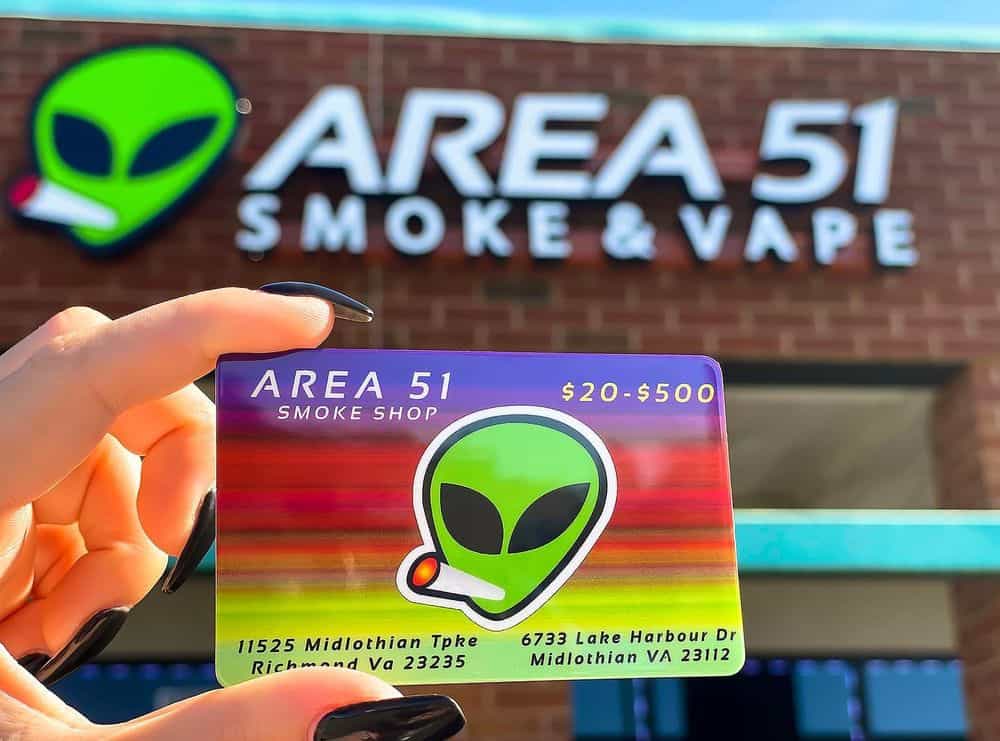 AREA 51
SMOKE & VAPE
AREA 51
SMOKE SHOP
$20-$500
11525 Midlothian Tpke
Richmond Va 23235
6733 Lake Harbour Dr
Midlothian VA 23112